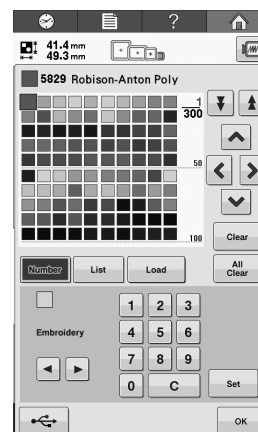 ?
41.4 mm
49.3 mm
5829 Robison-Anton Poly
1
300
50
100
Clear
Number
List
Load
All
Clear
1 2 3
Embroidery
4 5 6
7 8 9
0 C
Set
OK